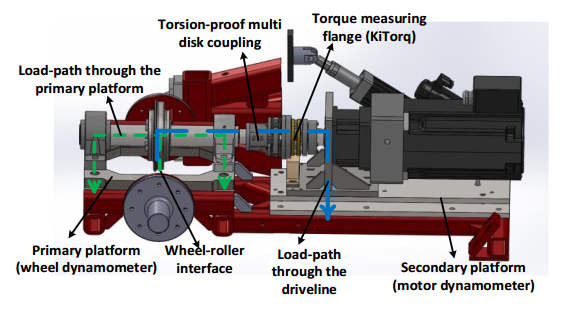 Torsion-proof multi
disk coupling
Torque measuring
flange (KiTorq)
Load-path through the
primary platform
Primary platform
(wheel dynamometer)
Wheel-roller
interface
Load-path
through the
driveline
Secondary platform
(motor dynamometer)